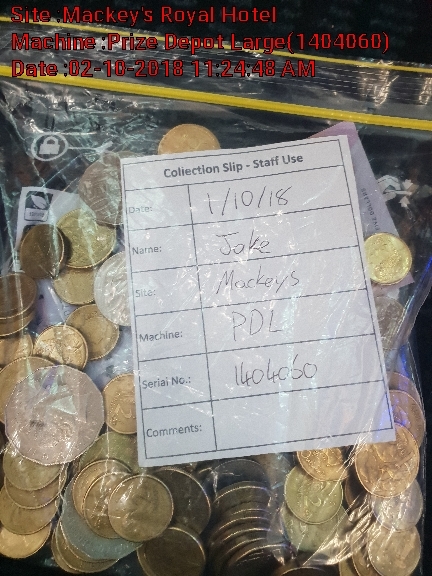 Site :Mackey's Royal Hotel
Machine :Prize Depot Large(1404060)
Date :02-10-2018 11:24:48 AM
Collection Slip - Staff Use
Date: 1/10/18
Name: Jake
Site: Mackeys
Machine: PDL
Serial No.: 1404060
Comments: